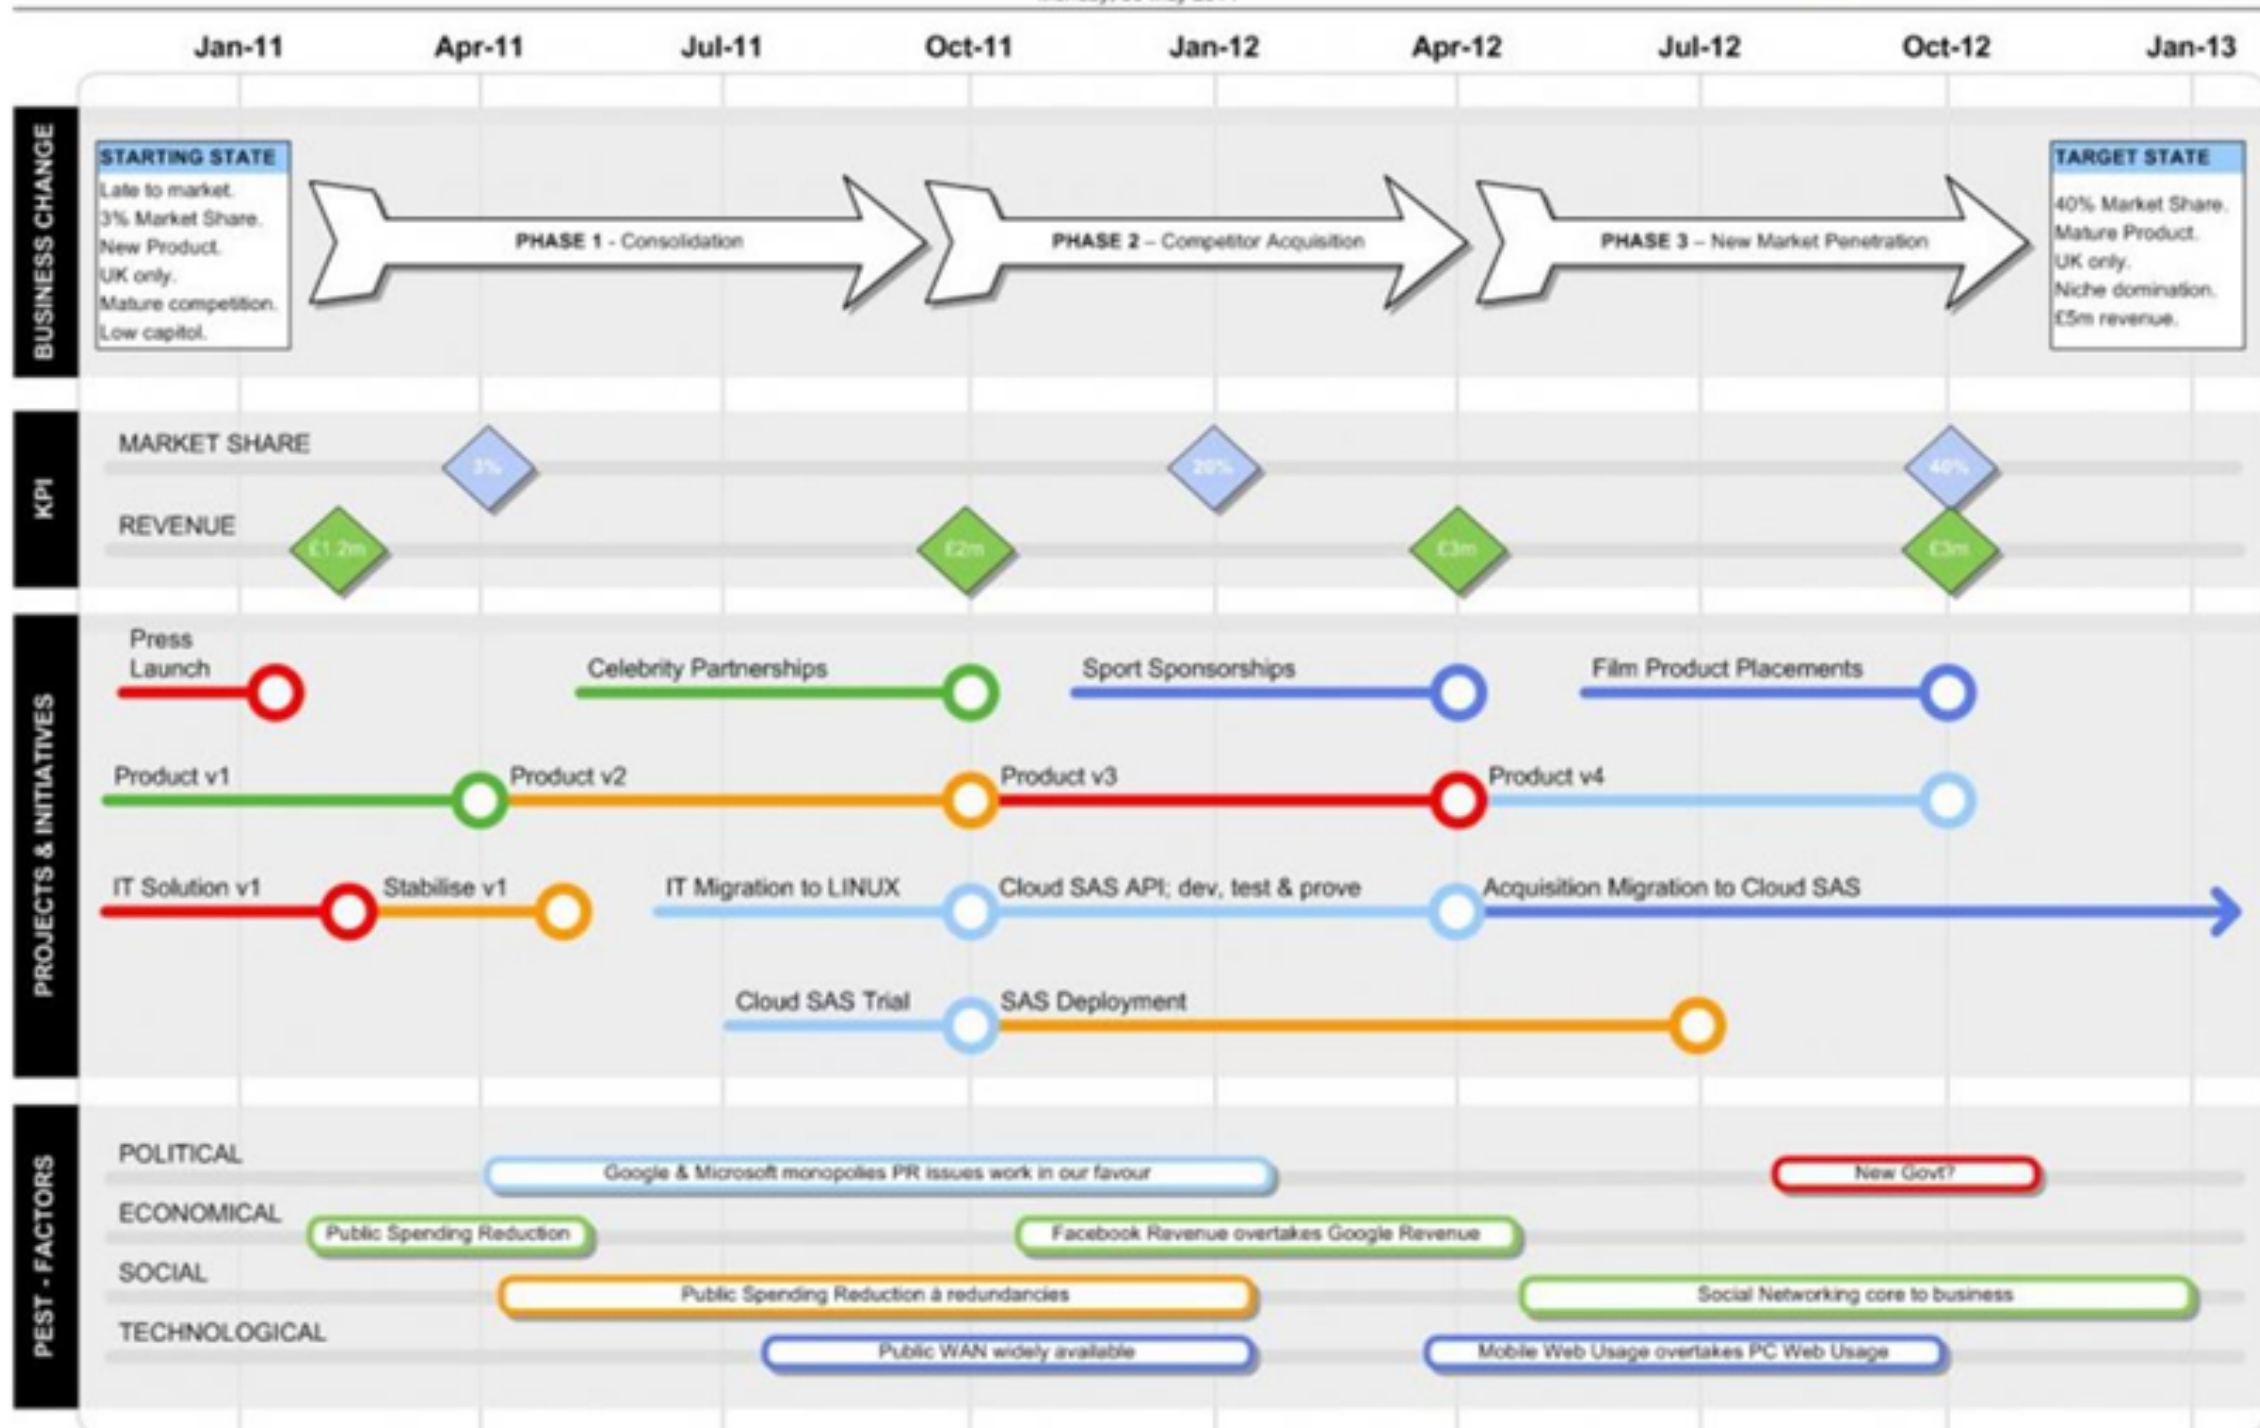 Jan-11 Apr-11 Jul-11 Oct-11 Jan-12 Apr-12 Jul-12 Oct-12 Jan-13
BUSINESS CHANGE
STARTING STATE
Late to market.
3% Market Share.
New Product.
UK only.
Mature competition.
Low capitol.
PHASE 1 - Consolidation
PHASE 2 – Competitor Acquisition
PHASE 3 – New Market Penetration
TARGET STATE
40% Market Share.
Mature Product.
UK only.
Niche domination.
£5m revenue.
KPI
MARKET SHARE
3% 20% 40%
REVENUE
£1.2m £2m £3m £3m
PROJECTS & INITIATIVES
Press
Launch
Celebrity Partnerships
Sport Sponsorships
Film Product Placements
Product v1
Product v2
Product v3
Product v4
IT Solution v1
Stabilise v1
IT Migration to LINUX
Cloud SAS API; dev, test & prove
Acquisition Migration to Cloud SAS
Cloud SAS Trial
SAS Deployment
PEST - FACTORS
POLITICAL
Google & Microsoft monopolies PR issues work in our favour
New Govt?
ECONOMICAL
Public Spending Reduction
Facebook Revenue overtakes Google Revenue
SOCIAL
Public Spending Reduction à redundancies
Social Networking core to business
TECHNOLOGICAL
Public WAN widely available
Mobile Web Usage overtakes PC Web Usage